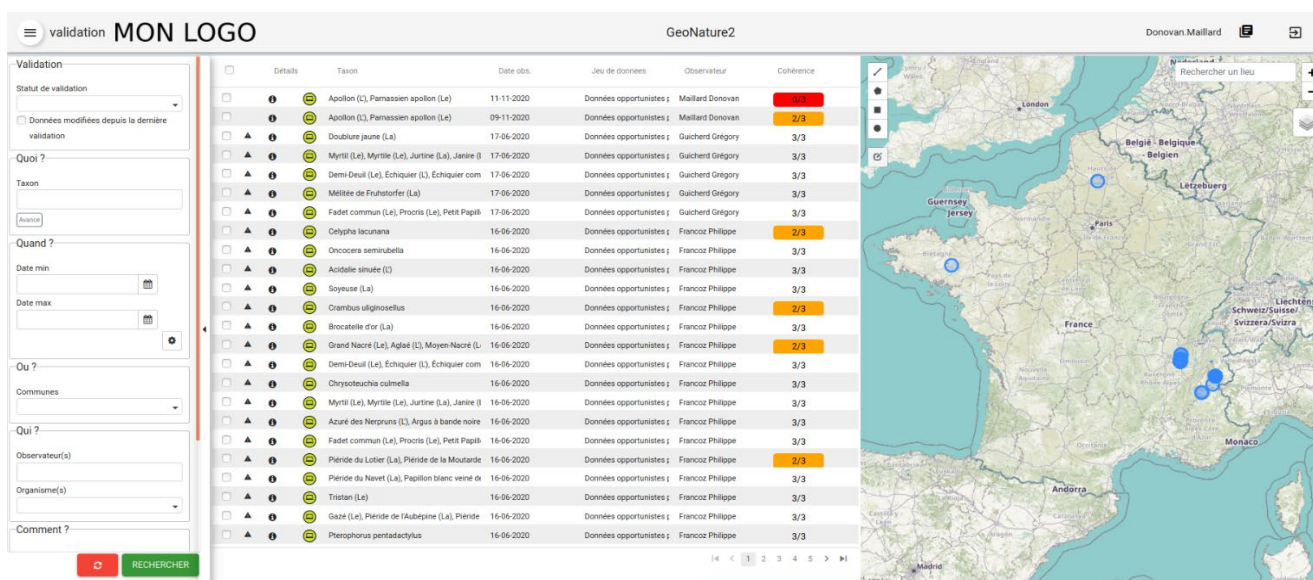 validation MON LOGO
GeoNature2
Donovan.Maillard
Validation
Statut de validation
Données modifiées depuis la dernière
validation
Quoi ?
Taxon
Avancé
Quand ?
Date min
Date max
Ou ?
Communes
Qui ?
Observateur(s)
Organisme(s)
Comment ?
RECHERCHER
Détails Taxon Date obs. Jeu de donnees Observateur Cohérence
Apollon (L'), Parnassien apollon (Le) 11-11-2020 Données opportunistes Maillard Donovan 0/3
Apollon (L'), Parnassien apollon (Le) 09-11-2020 Données opportunistes Maillard Donovan 2/3
Doublure jaune (La) 17-06-2020 Données opportunistes Guicherd Grégory 3/3
Myrtil (Le), Myrtile (Le), Jurtine (La), Janire (l 17-06-2020 Données opportunistes Guicherd Grégory 3/3
Demi-Deuil (Le), Échiquier (L'), Échiquier com 17-06-2020 Données opportunistes Guicherd Grégory 3/3
Mélitée de Fruhstorfer (La) 17-06-2020 Données opportunistes Guicherd Grégory 3/3
Fadet commun (Le), Procris (Le), Petit Papill 17-06-2020 Données opportunistes Guicherd Grégory 3/3
Celypha lacunana 16-06-2020 Données opportunistes Francoz Philippe 2/3
Oncocera semirubella 16-06-2020 Données opportunistes Francoz Philippe 3/3
Acidalie sinuée (L') 16-06-2020 Données opportunistes Francoz Philippe 3/3
Soyeuse (La) 16-06-2020 Données opportunistes Francoz Philippe 3/3
Crambus uliginosellus 16-06-2020 Données opportunistes Francoz Philippe 2/3
Brocatelle d'or (La) 16-06-2020 Données opportunistes Francoz Philippe 3/3
Grand Nacré (Le), Aglaé (L'), Moyen-Nacré (L 16-06-2020 Données opportunistes Francoz Philippe 2/3
Demi-Deuil (Le), Échiquier (L'), Échiquier com 16-06-2020 Données opportunistes Francoz Philippe 3/3
Chrysoteuchia culmella 16-06-2020 Données opportunistes Francoz Philippe 3/3
Myrtil (Le), Myrtile (Le), Jurtine (La), Janire (l 16-06-2020 Données opportunistes Francoz Philippe 3/3
Azuré des Nerpruns (L'), Argus à bande noire 16-06-2020 Données opportunistes Francoz Philippe 3/3
Fadet commun (Le), Procris (Le), Petit Papill 16-06-2020 Données opportunistes Francoz Philippe 3/3
Piéride du Lotier (La), Piéride de la Moutarde 16-06-2020 Données opportunistes Francoz Philippe 2/3
Piéride du Navet (La), Papillon blanc veiné de 16-06-2020 Données opportunistes Francoz Philippe 3/3
Tristan (Le) 16-06-2020 Données opportunistes Francoz Philippe 3/3
Gazé (Le), Piéride de l'Aubépine (La), Piéride 16-06-2020 Données opportunistes Francoz Philippe 3/3
Pterophorus pentadactylus 16-06-2020 Données opportunistes Francoz Philippe 3/3
1 2 3 4 5
Rechercher un lieu
London
België - Belgique
- Belgien
Lëtzebuerg
Guernsey
Jersey
Paris
Bretagne
Liechten
Schweiz/Suisse/
Svizzera/Svizra
France
Monaco
Andorra
Madrid